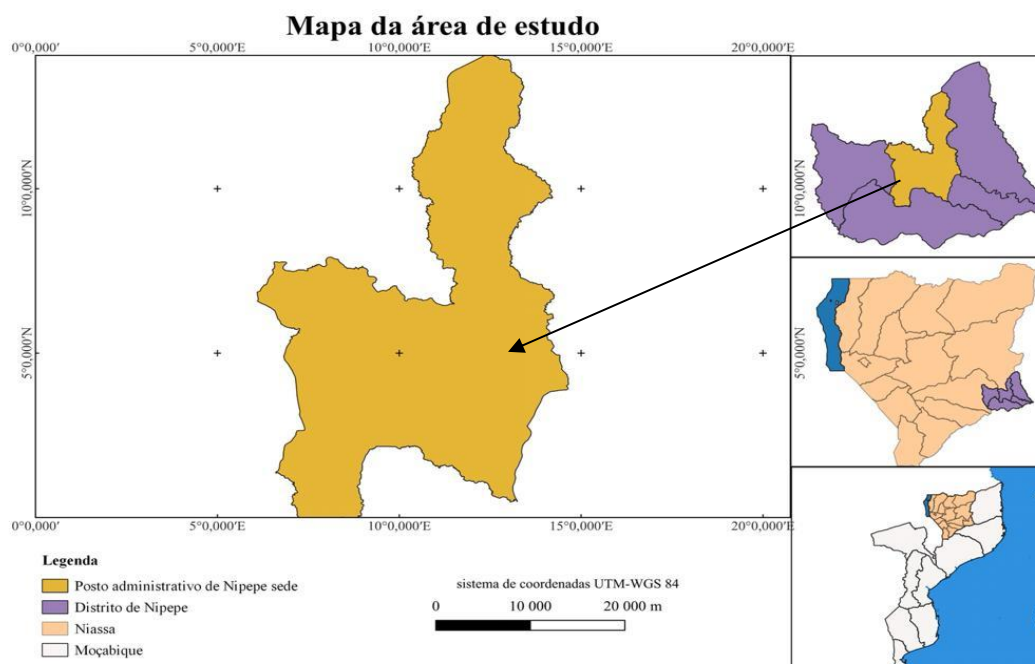 Mapa da área de estudo
0°0,000′ 5°0,000′E 10°0,000′E 15°0,000′E 20°0,000′E
10°0,000′N 10°0,000′N
5°0,000′N 5°0,000′N
0°0,000′ 5°0,000′E 10°0,000′E 15°0,000′E 20°0,000′E
Legenda
Posto administrativo de Nipepe sede
Distrito de Nipepe
Niassa
Moçabique
sistema de coordenadas UTM-WGS 84
0 10 000 20 000 m